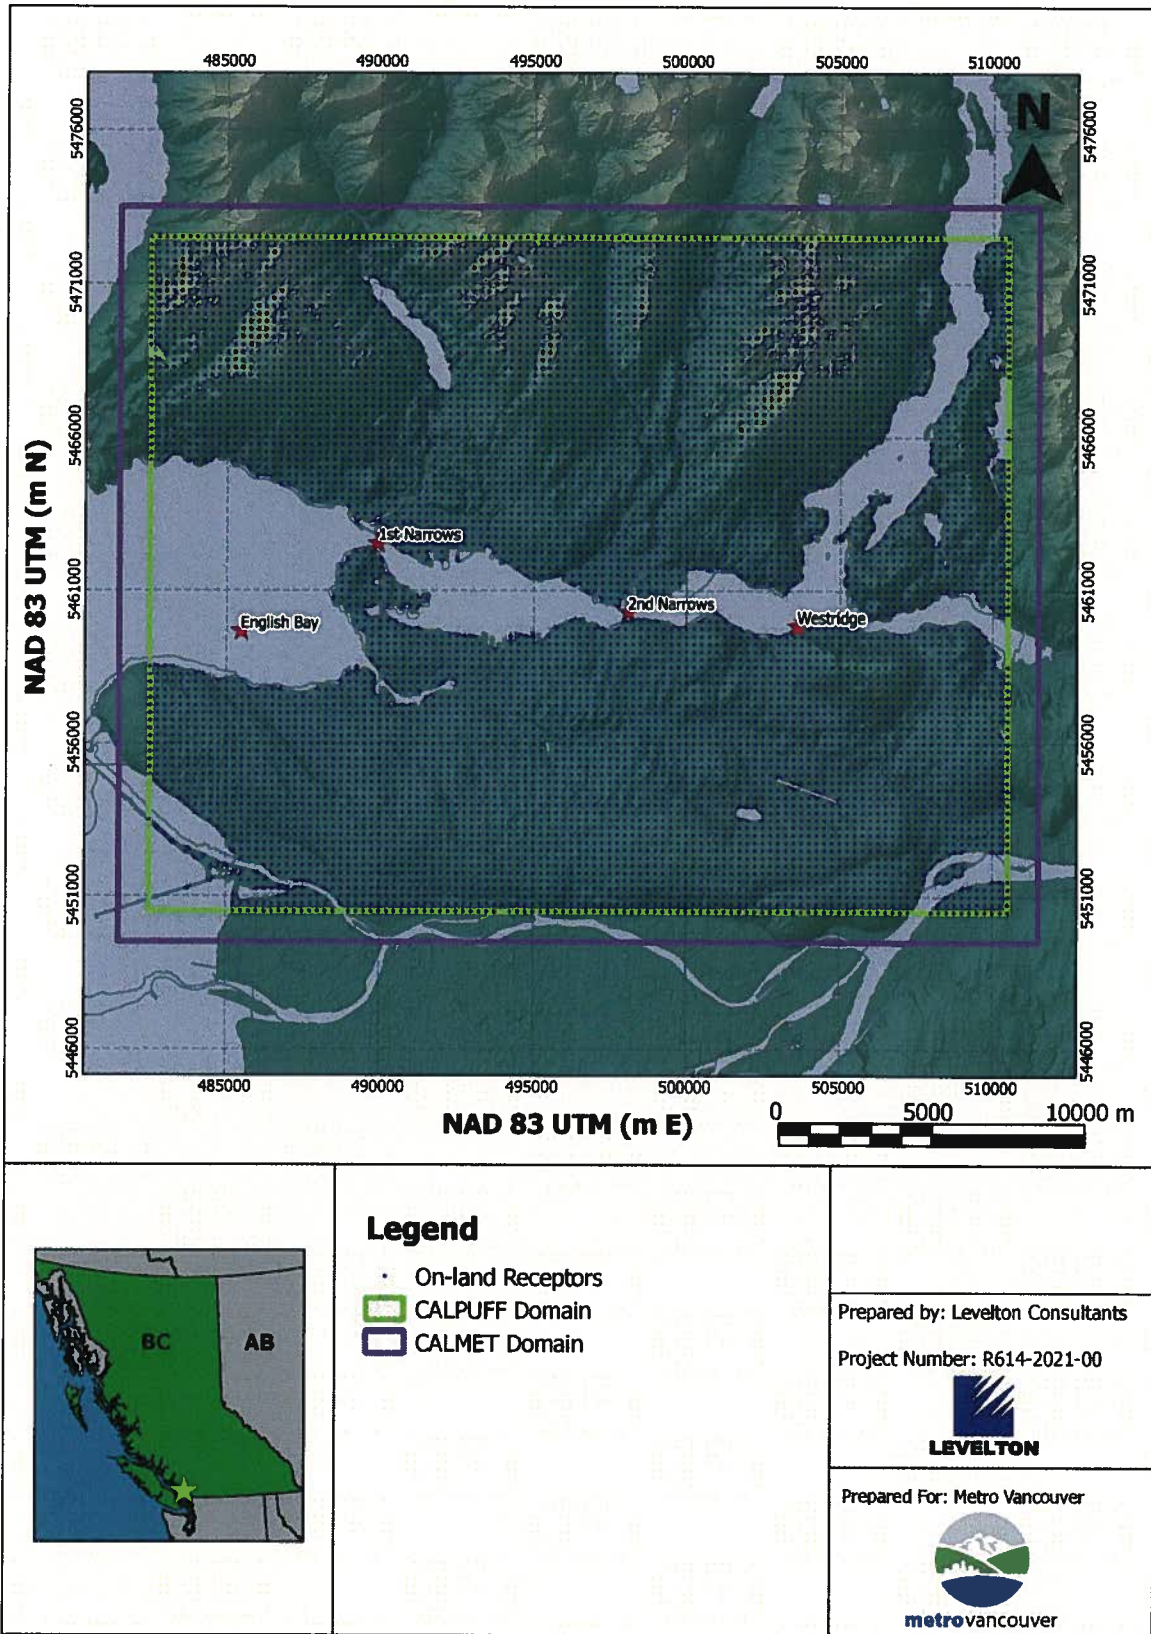 485000 490000 495000 500000 505000 510000
N
5476000 5476000
5471000 5471000
5466000 5466000
5461000 5461000
5456000 5456000
5451000 5451000
5446000 5446000
NAD 83 UTM (m N)
1st Narrows
2nd Narrows
English Bay
Westridge
485000 490000 495000 500000 505000 510000
NAD 83 UTM (m E)
0 5000 10000 m
BC
AB
Legend
On-land Receptors
CALPUFF Domain
CALMET Domain
Prepared by: Levelton Consultants
Project Number: R614-2021-00
LEVELTON
Prepared For: Metro Vancouver
metrovancouver